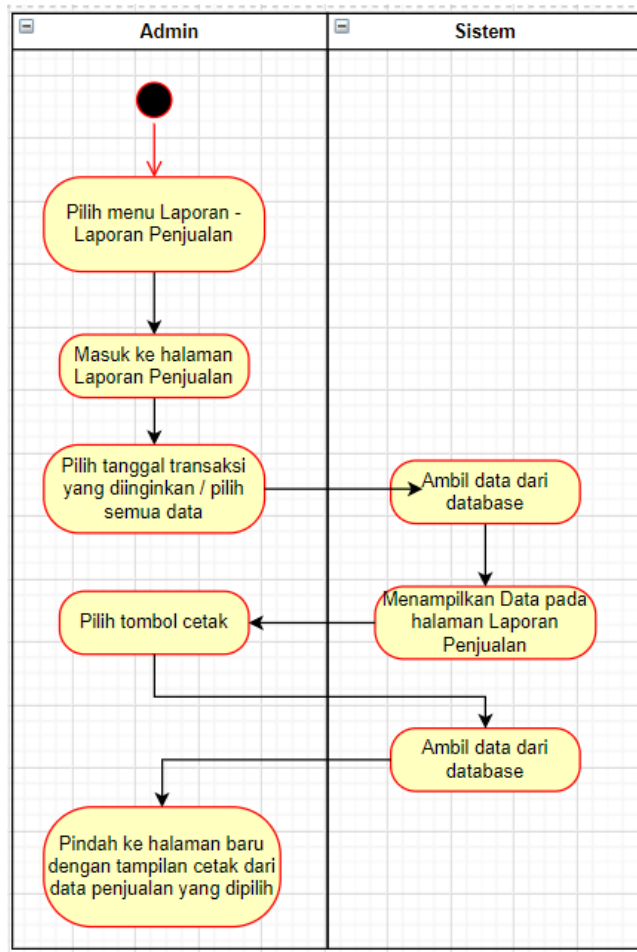 Admin
Sistem
Pilih menu Laporan -
Laporan Penjualan
Masuk ke halaman
Laporan Penjualan
Pilih tanggal transaksi
yang diinginkan / pilih
semua data
Ambil data dari
database
Menampilkan Data pada
halaman Laporan
Penjualan
Pilih tombol cetak
Ambil data dari
database
Pindah ke halaman baru
dengan tampilan cetak dari
data penjualan yang dipilih